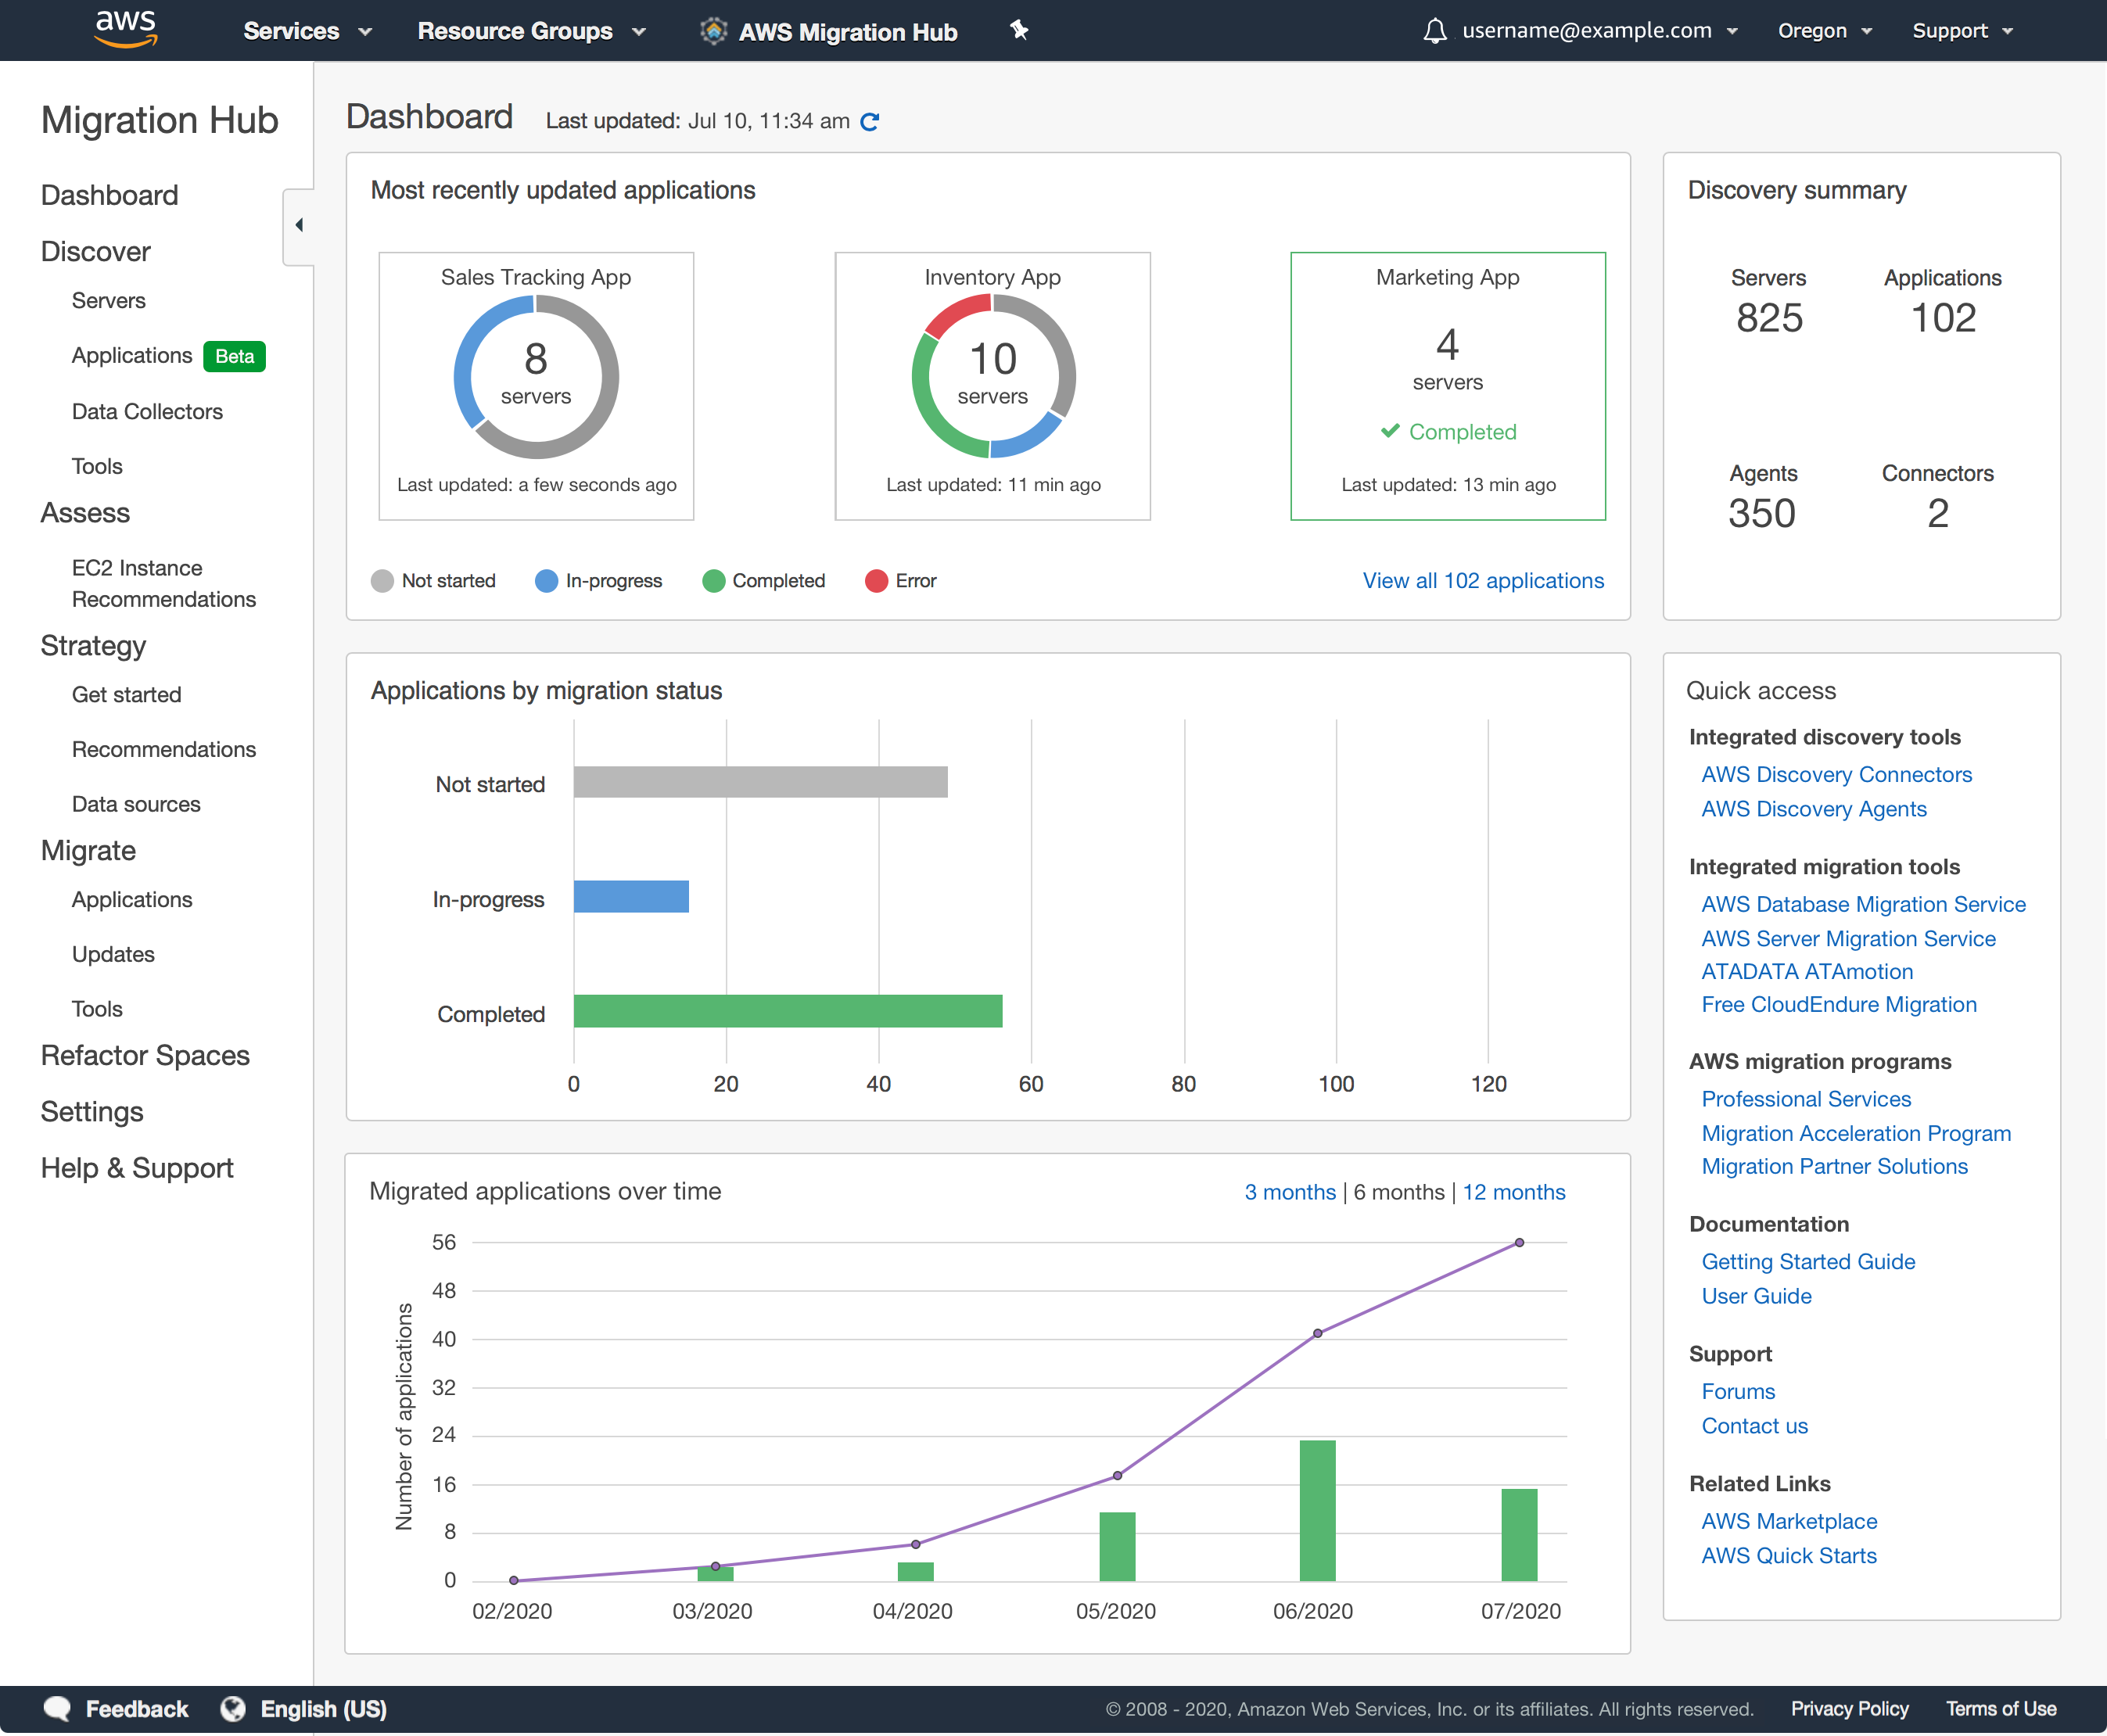 aws
Services
Resource Groups
AWS Migration Hub
username@example.com
Oregon
Support
Migration Hub
Dashboard
Discover
Servers
Applications
Beta
Data Collectors
Tools
Assess
EC2 Instance
Recommendations
Strategy
Get started
Recommendations
Data sources
Migrate
Applications
Updates
Tools
Refactor Spaces
Settings
Help & Support
Dashboard
Last updated: Jul 10, 11:34 am
Most recently updated applications
Sales Tracking App
8
servers
Last updated: a few seconds ago
Inventory App
10
servers
Last updated: 11 min ago
Marketing App
4
servers
Completed
Last updated: 13 min ago
Not started
In-progress
Completed
Error
View all 102 applications
Discovery summary
Servers
825
Applications
102
Agents
350
Connectors
2
Applications by migration status
Not started
In-progress
Completed
0 20 40 60 80 100 120
Migrated applications over time
3 months | 6 months | 12 months
Number of applications
56
48
40
32
24
16
8
0
02/2020 03/2020 04/2020 05/2020 06/2020 07/2020
Quick access
Integrated discovery tools
AWS Discovery Connectors
AWS Discovery Agents
Integrated migration tools
AWS Database Migration Service
AWS Server Migration Service
ATADATA ATAmotion
Free CloudEndure Migration
AWS migration programs
Professional Services
Migration Acceleration Program
Migration Partner Solutions
Documentation
Getting Started Guide
User Guide
Support
Forums
Contact us
Related Links
AWS Marketplace
AWS Quick Starts
Feedback
English (US)
© 2008 - 2020, Amazon Web Services, Inc. or its affiliates. All rights reserved.
Privacy Policy
Terms of Use